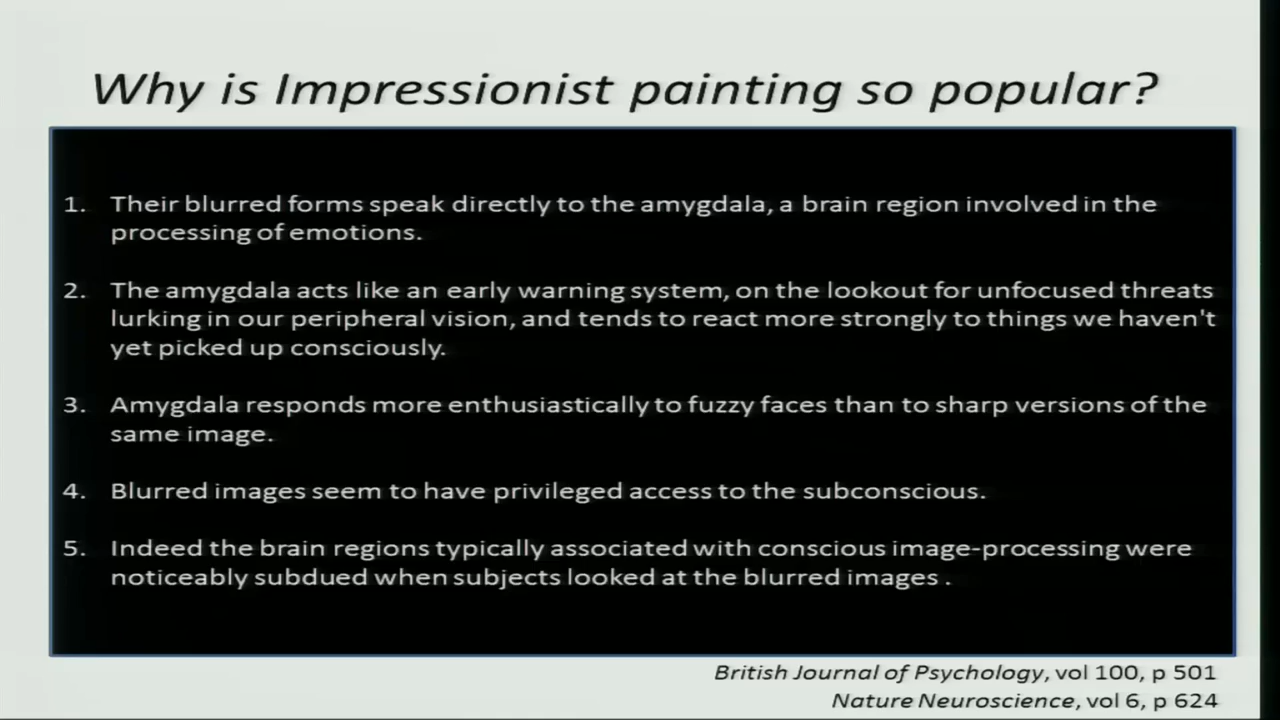 Why is Impressionist painting so popular?
1. Their blurred forms speak directly to the amygdala, a brain region involved in the
processing of emotions.
2. The amygdala acts like an early warning system, on the lookout for unfocused threats
lurking in our peripheral vision, and tends to react more strongly to things we haven't
yet picked up consciously.
3. Amygdala responds more enthusiastically to fuzzy faces than to sharp versions of the
same image.
4. Blurred images seem to have privileged access to the subconscious.
5. Indeed the brain regions typically associated with conscious image-processing were
noticeably subdued when subjects looked at the blurred images .
British Journal of Psychology, vol 100, p 501
Nature Neuroscience, vol 6, p 624